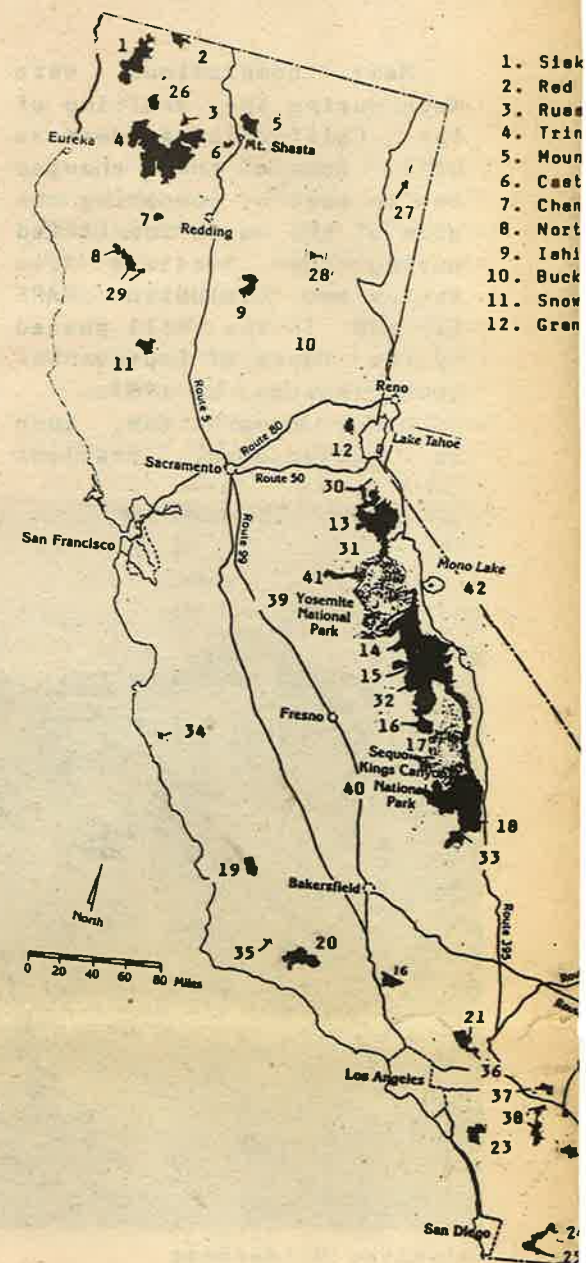 1
2
26
3
4
5
Mt. Shasta
6
Eureka
7
Redding
27
8
29
28
9
10
11
Route 5
Reno
Route 80
12
Lake Tahoe
Sacramento
Route 50
30
13
San Francisco
Route 99
31
Mono Lake
41
42
39
Yosemite
National
Park
14
15
32
34
Fresno
16
17
Sequoi
Kings Canyon
40
National
Park
18
33
19
Bakersfield
North
35
20
Route 395
0 20 40 60 80 Miles
16
21
36
Los Angeles
37
38
23
San Diego
1. Sisk
2. Red
3. Russ
4. Trin
5. Moun
6. Cast
7. Chan
8. Nort
9. Ishi
10. Buck
11. Snow
12. Gran